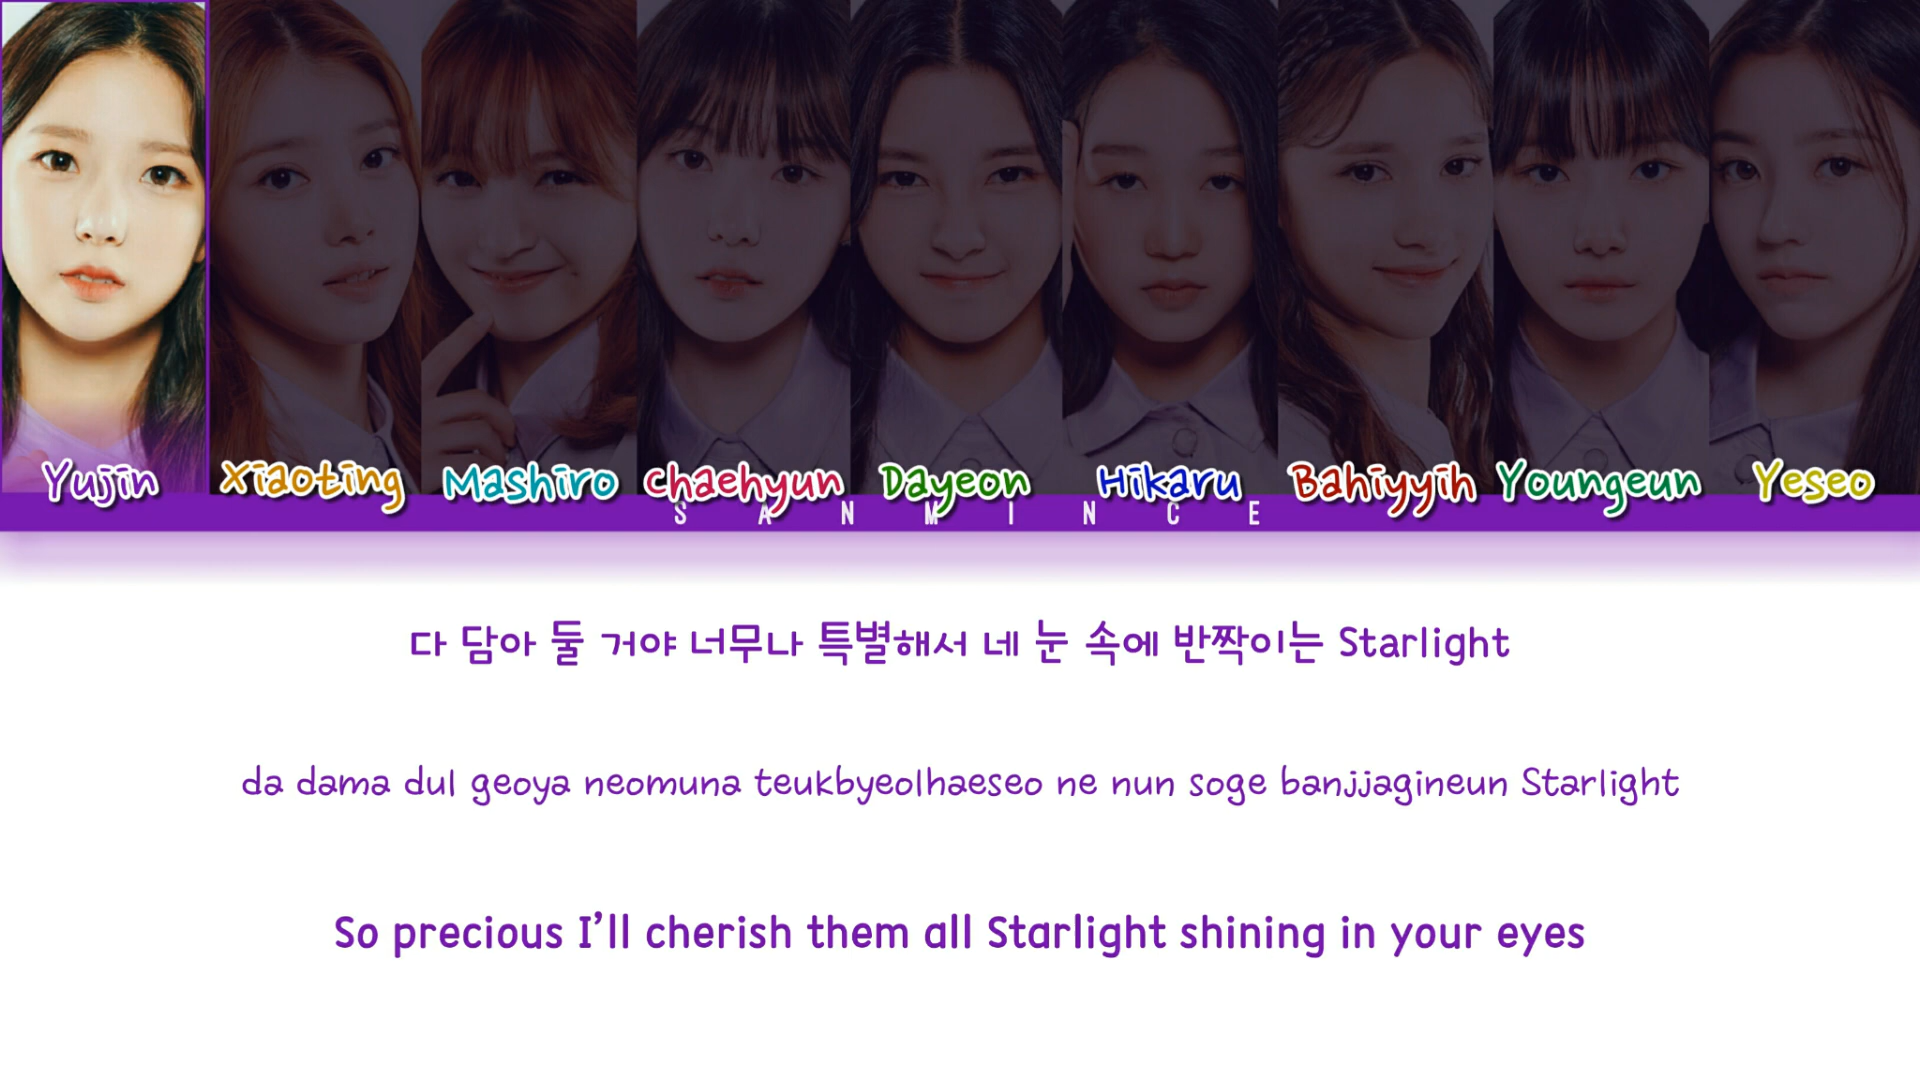 Yujin Xiaoting Mashiro chaehyun Dayeon Hikaru Bahiyyih Youngeun Yeseo
SANMINCE
다 담아 둘 거야 너무나 특별해서 네 눈 속에 반짝이는 Starlight
da dama dul geoya neomuna teukbyeolhaeseo ne nun soge banjjagineun Starlight
So precious I’ll cherish them all Starlight shining in your eyes